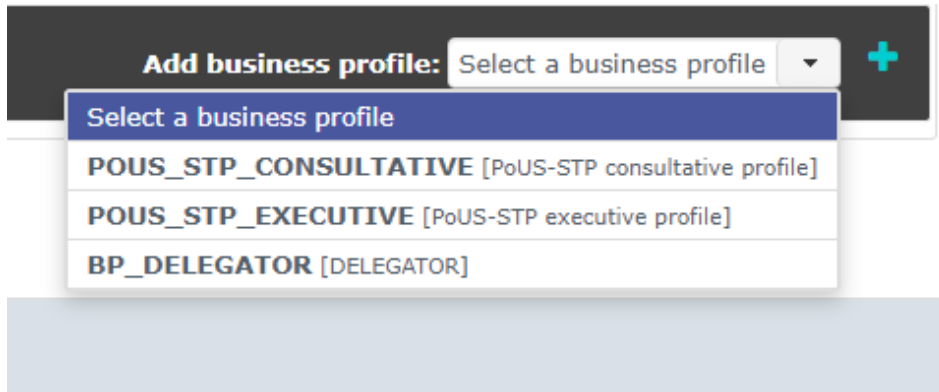 Add business profile: Select a business profile
Select a business profile
POUS_STP_CONSULTATIVE [PoUS-STP consultative profile]
POUS_STP_EXECUTIVE [PoUS-STP executive profile]
BP_DELEGATOR [DELEGATOR]